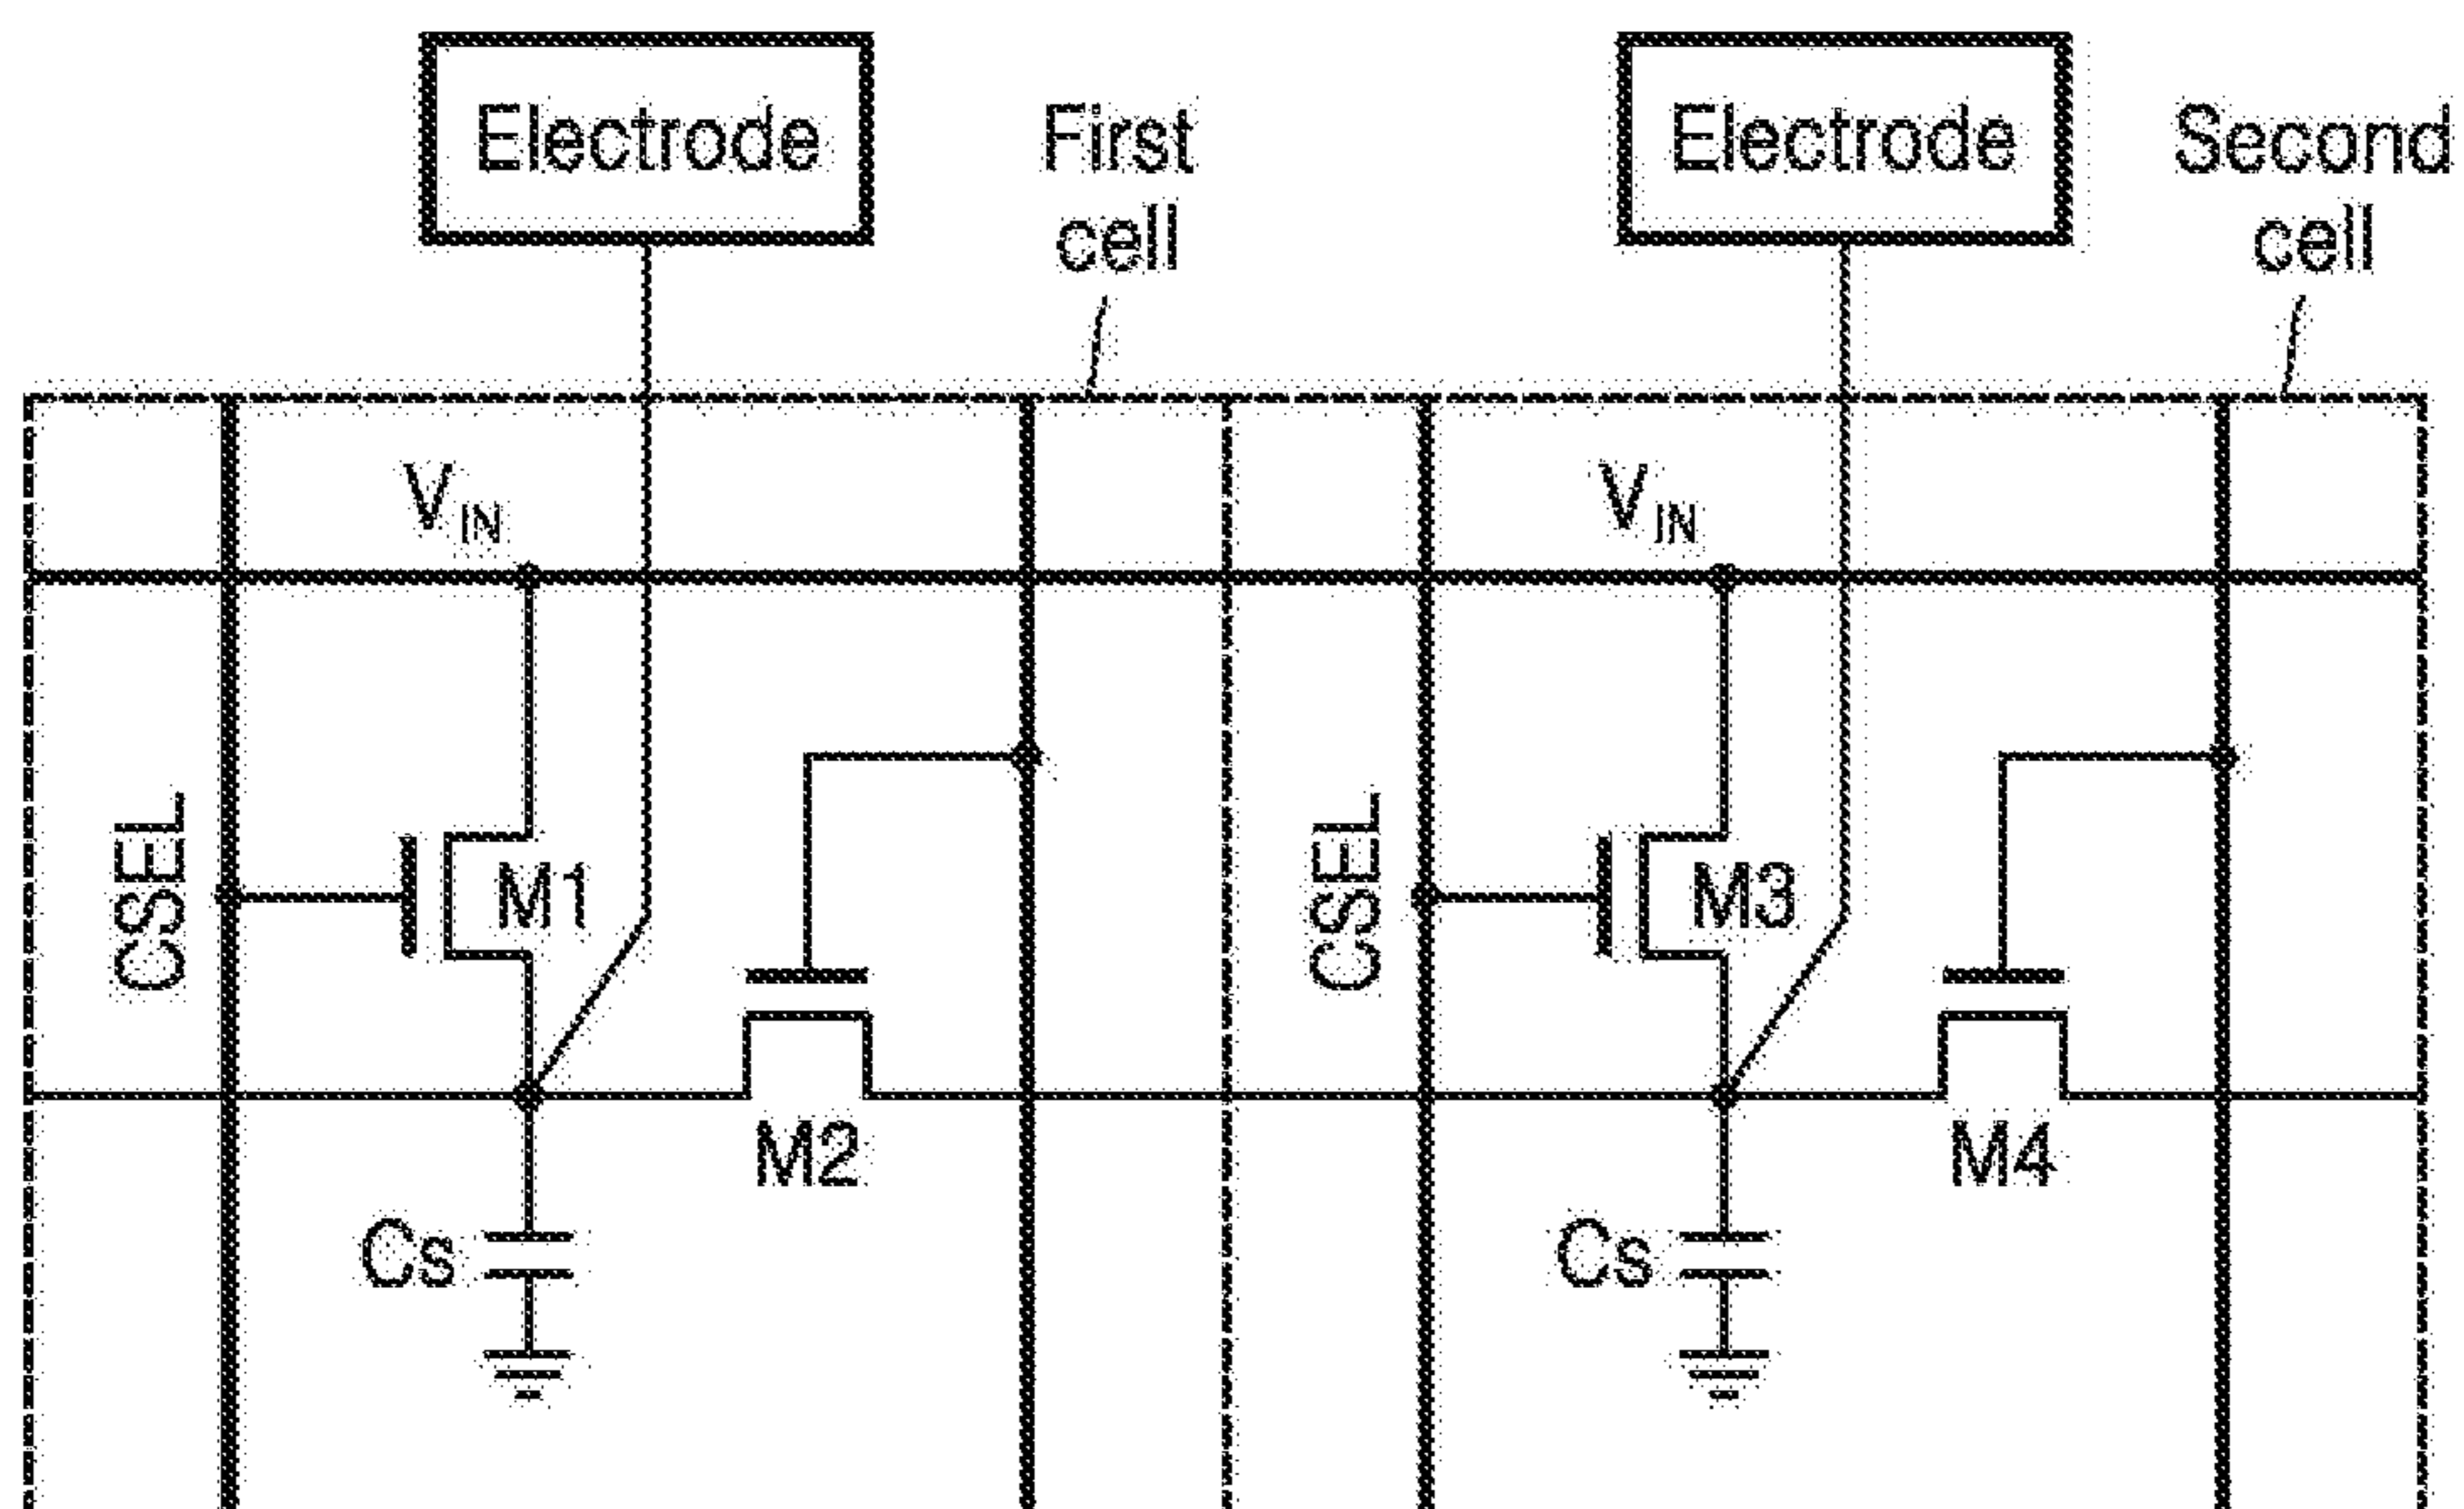 Electrode
First
cell
Electrode
Second
cell
VIN
VIN
CSEL
M1
M2
Cs
CSEL
M3
M4
Cs